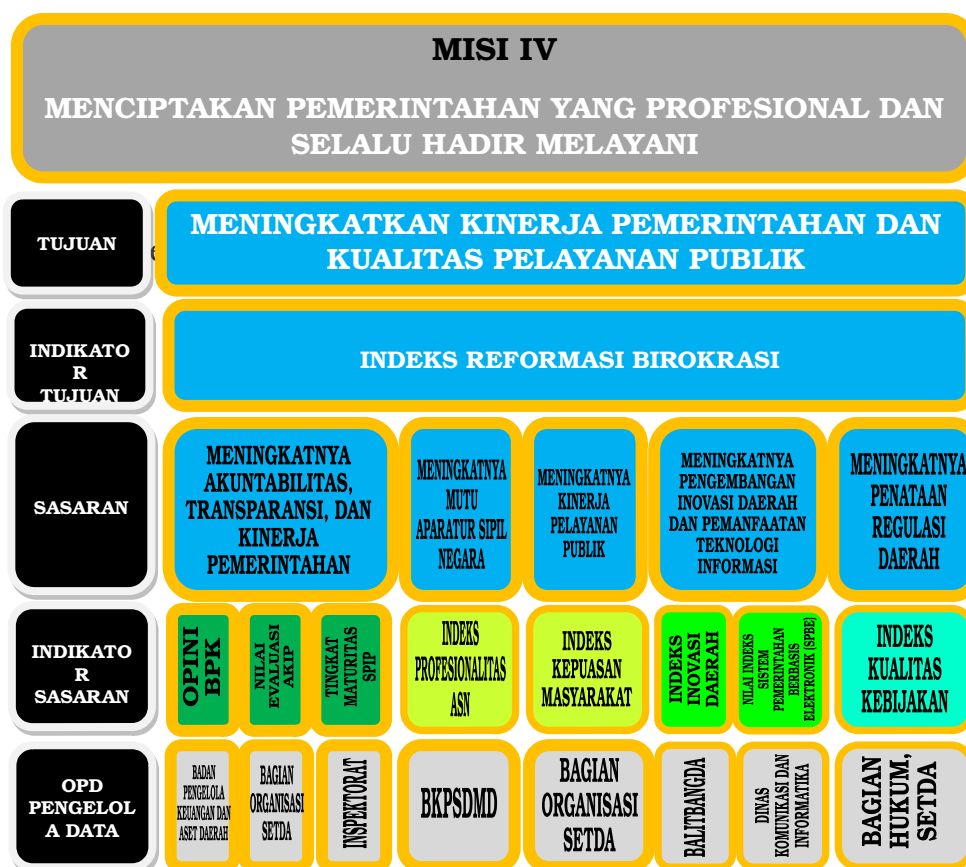 MISI IV
MENCIPTAKAN PEMERINTAHAN YANG PROFESIONAL DAN
SELALU HADIR MELAYANI
TUJUAN
MENINGKATKAN KINERJA PEMERINTAHAN DAN
KUALITAS PELAYANAN PUBLIK
INDIKATO
R
TUJUAN
INDEKS REFORMASI BIROKRASI
SASARAN
MENINGKATNYA
AKUNTABILITAS,
TRANSPARANSI, DAN
KINERJA
PEMERINTAHAN
MENINGKATNYA
MUTU
APARATUR SIPIL
NEGARA
MENINGKATNYA
KINERJA
PELAYANAN
PUBLIK
MENINGKATNYA
PENGEMBANGAN
INOVASI DAERAH
DAN PEMANFAATAN
TEKNOLOGI
INFORMASI
MENINGKATNYA
PENATAAN
REGULASI
DAERAH
INDIKATO
R
SASARAN
OPINI
BPK
NILAI
EVALUASI
AKIP
TINGKAT
MATURITAS
SPIP
INDEKS
PROFESIONALITAS
ASN
INDEKS
KEPUASAN
MASYARAKAT
INDEKS
INOVASI
DAERAH
NILAI INDEKS
SISTEM
PEMERINTAHAN
BERBASIS
ELEKTRONIK (SPBE)
INDEKS
KUALITAS
KEBIJAKAN
OPD
PENGELOL
A DATA
BADAN
PENGELOLA
KEUANGAN DAN
ASET DAERAH
BAGIAN
ORGANISASI
SETDA
INSPEKTORAT
BKPSDMD
BAGIAN
ORGANISASI
SETDA
BALITBANGDA
DINAS
KOMUNIKASI DAN
INFORMATIKA
BAGIAN
HUKUM,
SETDA